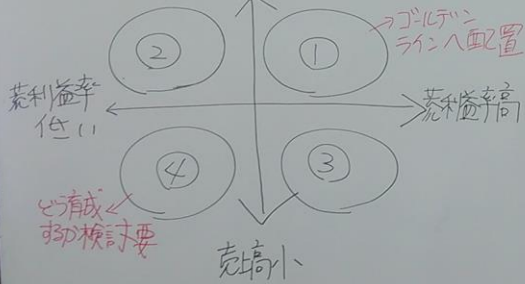 ②
①
→ゴールデン
ラインへ配置
荒利益率
低い
荒利益率高
④
③
どう育成
するか検討要
売上高小